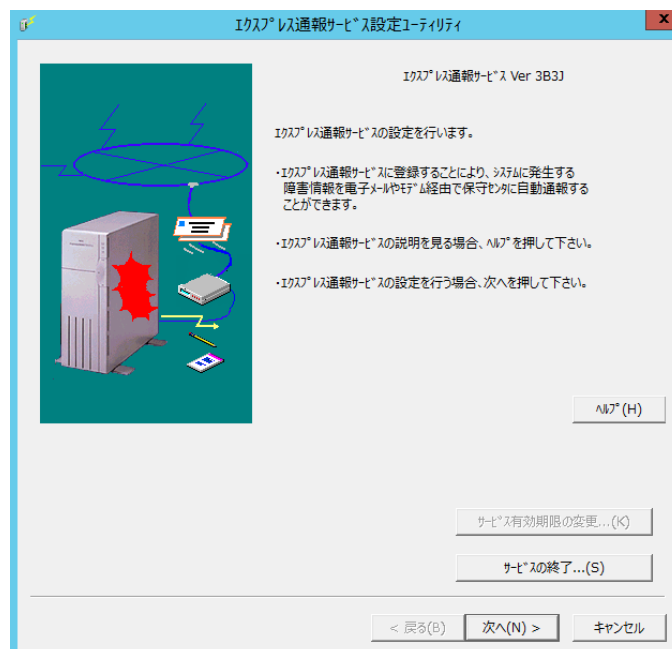 エクスプレス通報サービス設定ユーティリティ
x
エクスプレス通報サービス Ver 3B3J
エクスプレス通報サービスの設定を行います。
・エクスプレス通報サービスに登録することにより、システムに発生する
障害情報を電子メールやモデム経由で保守センタに自動通報する
ことができます。
・エクスプレス通報サービスの説明を見る場合、ヘルプを押して下さい。
・エクスプレス通報サービスの設定を行う場合、次へを押して下さい。
ヘルプ(H)
サービス有効期限の変更...(K)
サービスの終了...(S)
< 戻る(B)
次へ(N) >
キャンセル